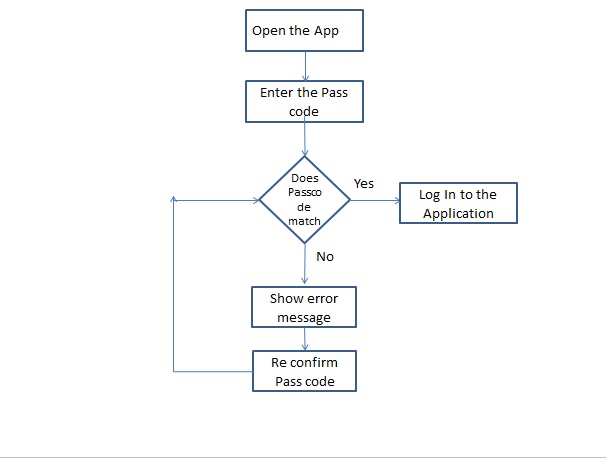 Open the App
Enter the Pass
code
Does
Passco
de
match
Yes
Log In to the
Application
No
Show error
message
Re confirm
Pass code